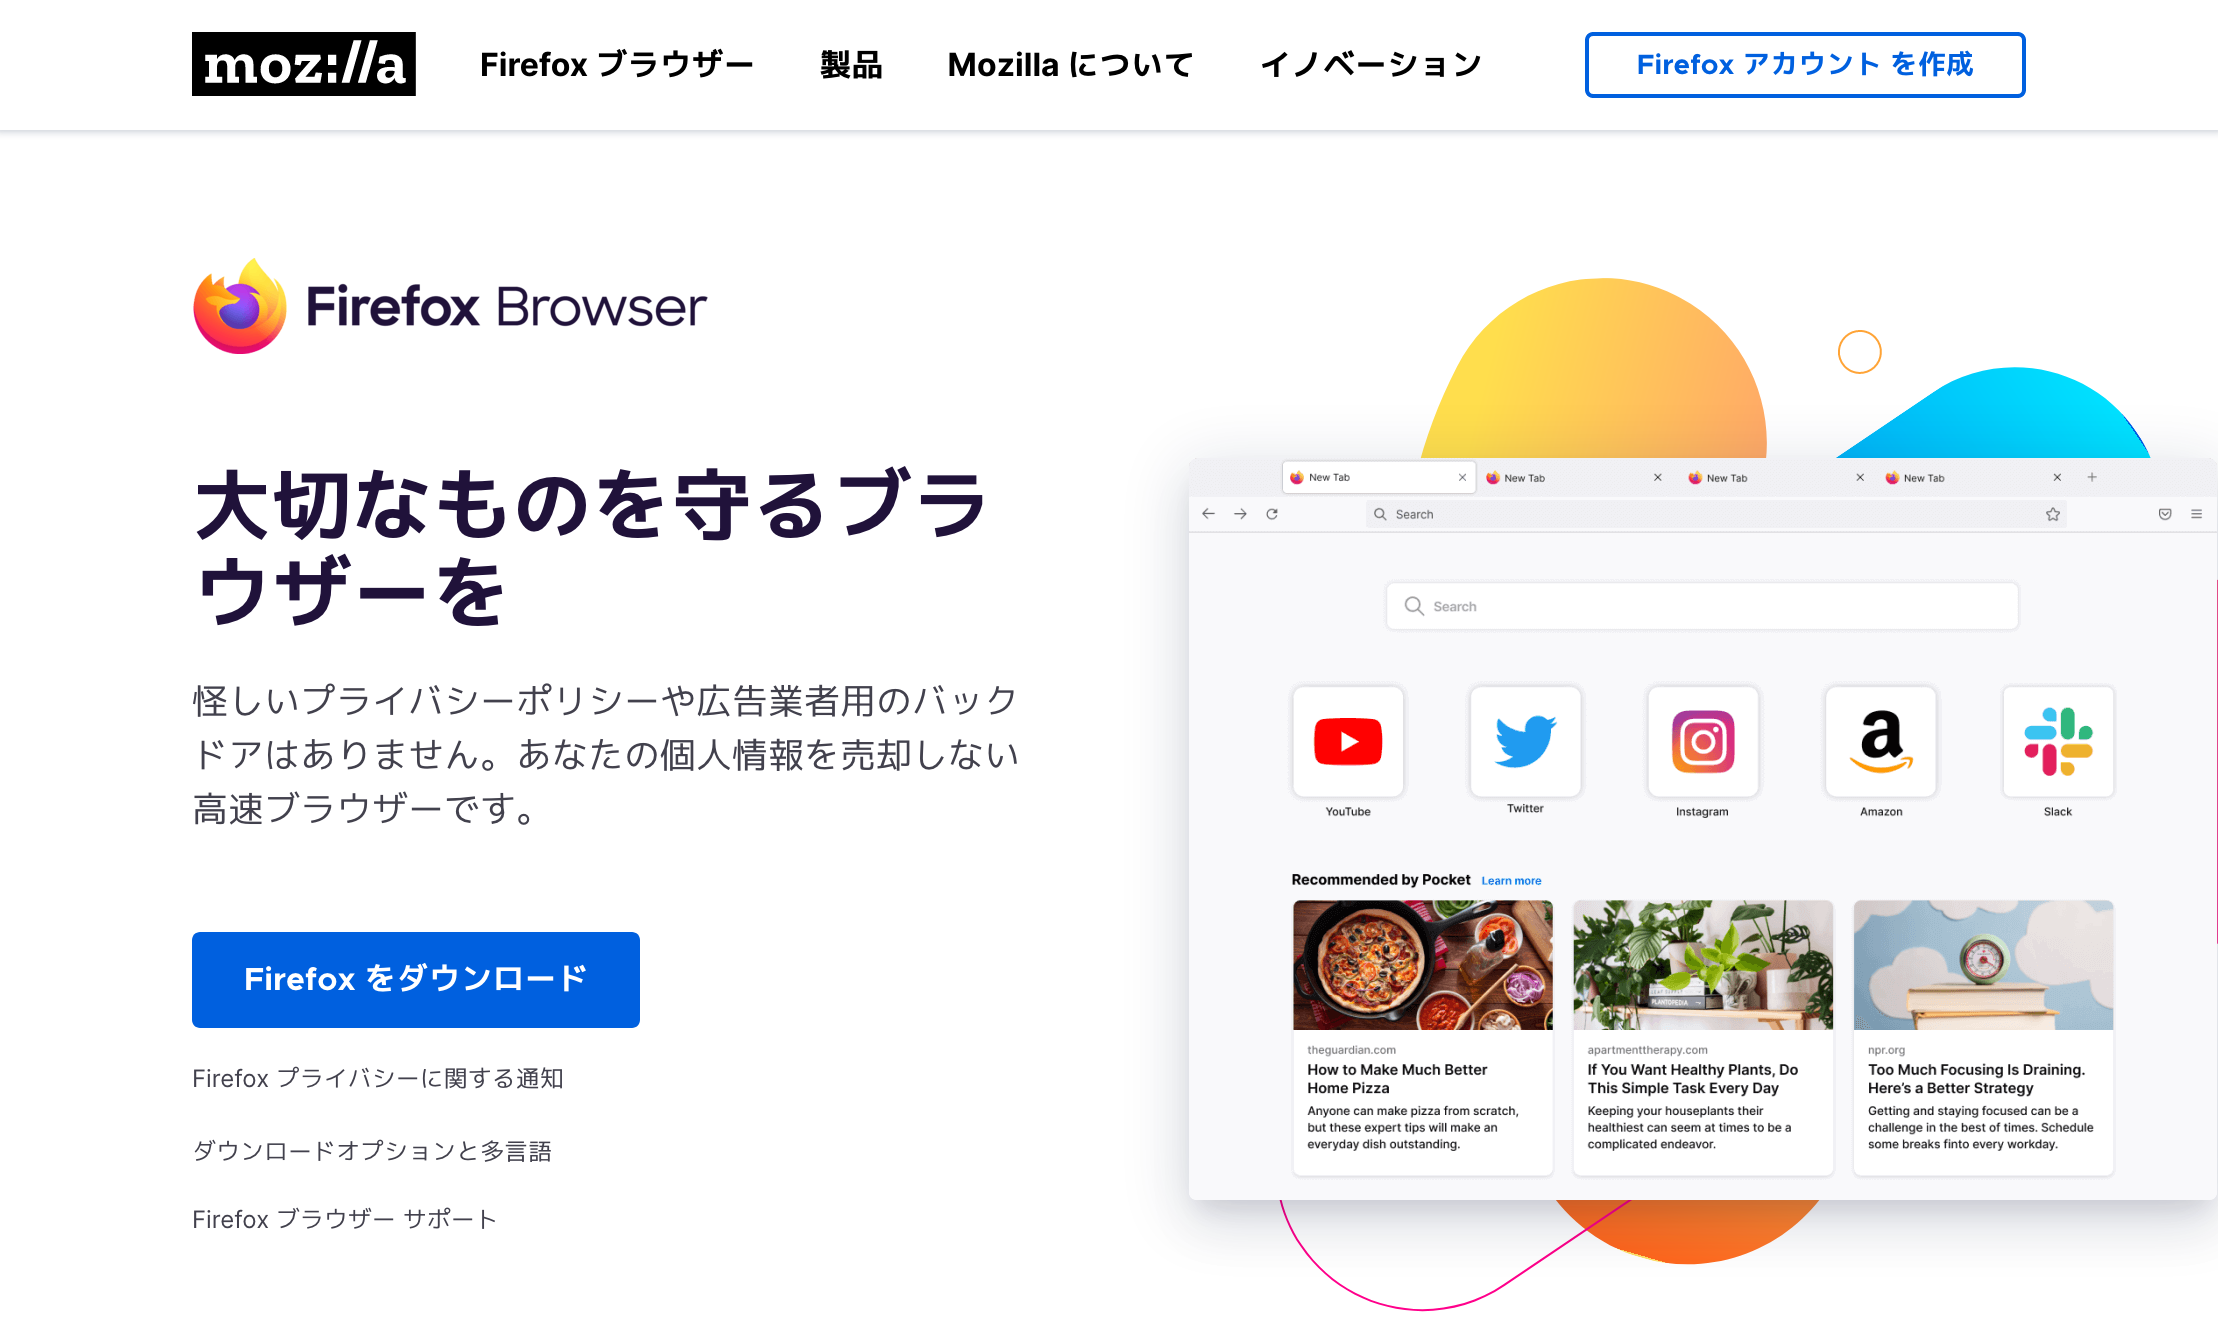 moz://a
Firefox ブラウザー
製品
Mozilla について
イノベーション
Firefox アカウント を作成
Firefox Browser
大切なものを守るブラ
ウザーを
怪しいプライバシーポリシーや広告業者用のバック
ドアはありません。あなたの個人情報を売却しない
高速ブラウザーです。
Firefox をダウンロード
Firefox プライバシーに関する通知
ダウンロードオプションと多言語
Firefox ブラウザー サポート
New Tab
New Tab
New Tab
New Tab
Search
Search
YouTube
Twitter
Instagram
Amazon
Slack
Recommended by Pocket Learn more
PLANTOPEDIA
theguardian.com
How to Make Much Better
Home Pizza
Anyone can make pizza from scratch,
but these expert tips will make an
everyday dish outstanding.
apartmenttherapy.com
If You Want Healthy Plants, Do
This Simple Task Every Day
Keeping your houseplants their
healthiest can seem at times to be a
complicated endeavor.
npr.org
Too Much Focusing Is Draining.
Here's a Better Strategy
Getting and staying focused can be a
challenge in the best of times. Schedule
some breaks finto every workday.